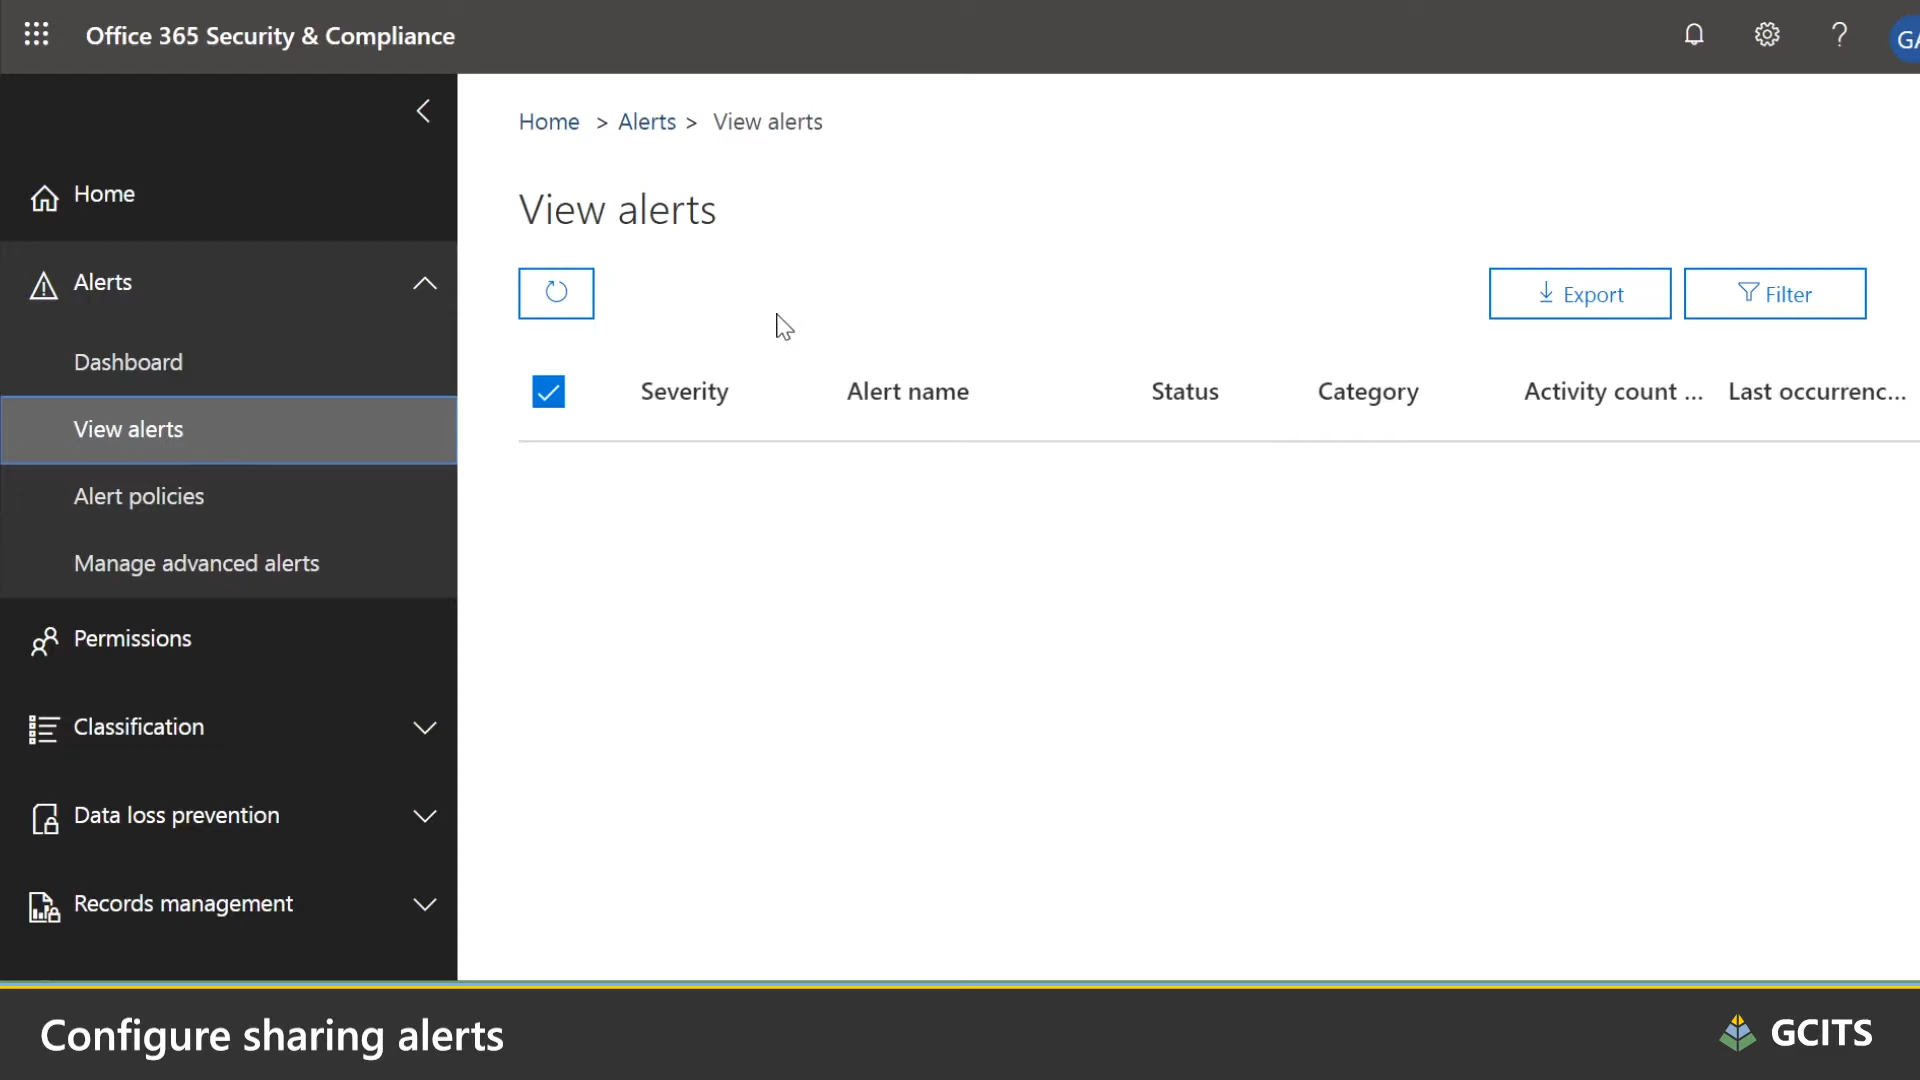 Office 365 Security & Compliance
GA
Home
Alerts
Dashboard
View alerts
Alert policies
Manage advanced alerts
Permissions
Classification
Data loss prevention
Records management
Home > Alerts > View alerts
View alerts
Export
Filter
Severity Alert name Status Category Activity count ... Last occurrenc...
Configure sharing alerts
GCITS